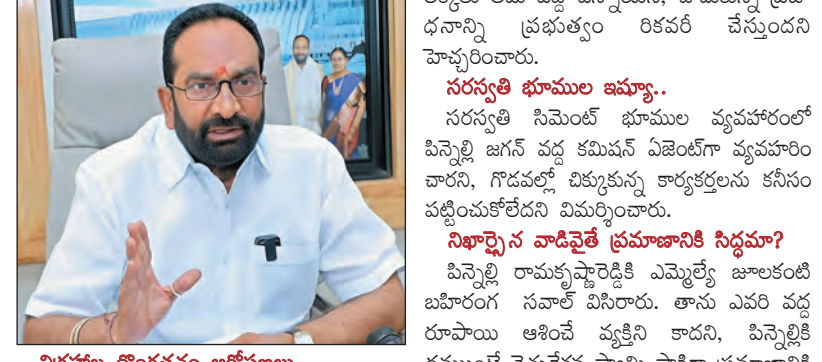 ధనాన్ని ప్రభుత్వం రికవరీ చేస్తుందని
హెచ్చరించారు.
సరస్వతి భూముల ఇష్యూ..
సరస్వతి సిమెంట్ భూముల వ్యవహారంలో
పిన్నెల్లి జగన్ వద్ద కమిషన్ ఏజెంట్‌గా వ్యవహరిం
చారని, గొడవల్లో చిక్కుకున్న కార్యకర్తలను కనీసం
పట్టించుకోలేదని విమర్శించారు.
నిఖార్సైన వాడివైతే ప్రమాణానికి సిద్ధమా?
పిన్నెల్లి రామకృష్ణారెడ్డికి ఎమ్మెల్యే జూలకంటి
బహిరంగ సవాల్ విసిరారు. తాను ఎవరి వద్ద
రూపాయి ఆశించే వ్యక్తిని కాదని, పిన్నెల్లికి